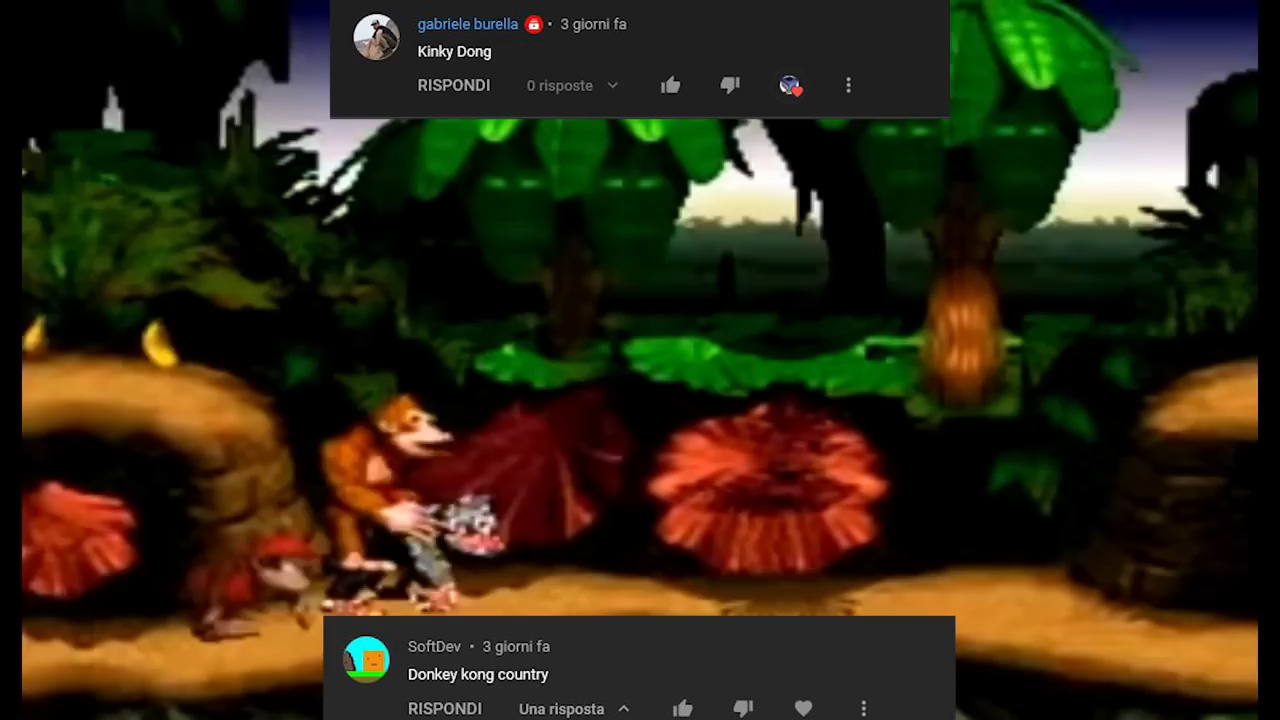 gabriele burella • 3 giorni fa
Kinky Dong
RISPONDI 0 risposte
SoftDev • 3 giorni fa
Donkey kong country
RISPONDI Una risposta